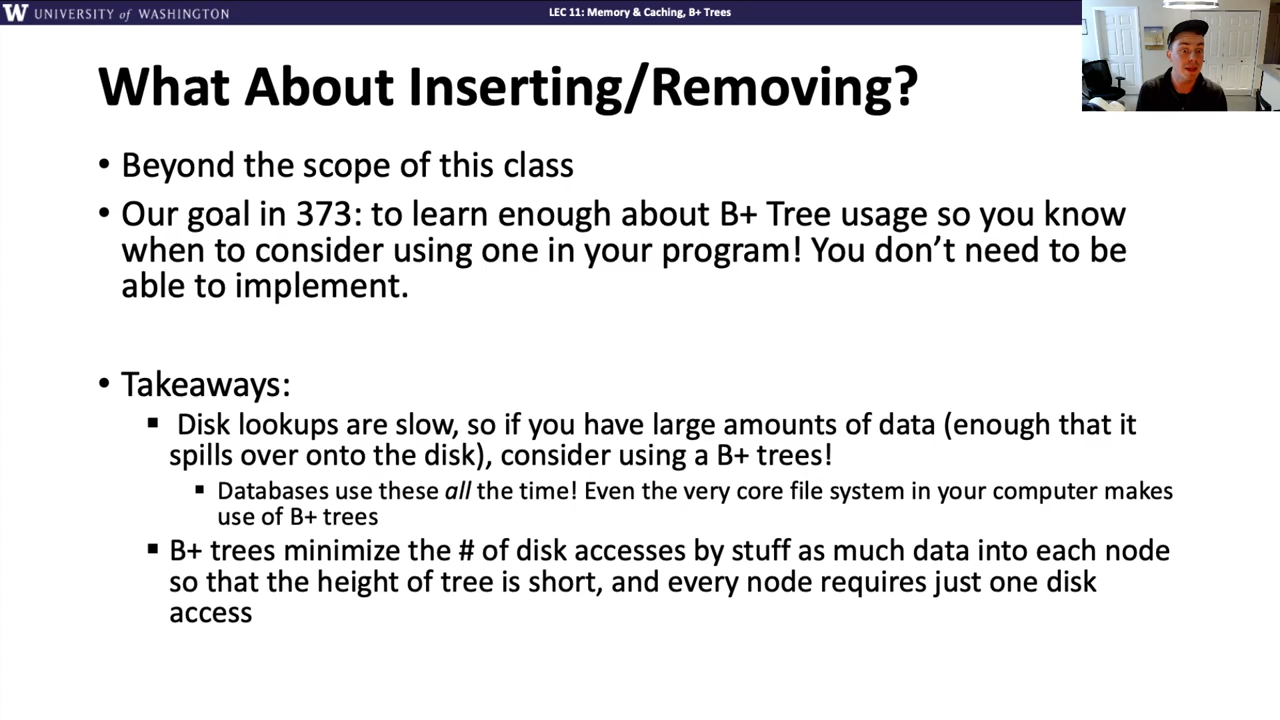 W UNIVERSITY of WASHINGTON
LEC 11: Memory & Caching, B+ Trees
What About Inserting/Removing?
• Beyond the scope of this class
• Our goal in 373: to learn enough about B+ Tree usage so you know
when to consider using one in your program! You don’t need to be
able to implement.
• Takeaways:
▪ Disk lookups are slow, so if you have large amounts of data (enough that it
spills over onto the disk), consider using a B+ trees!
▪ Databases use these all the time! Even the very core file system in your computer makes
use of B+ trees
▪ B+ trees minimize the # of disk accesses by stuff as much data into each node
so that the height of tree is short, and every node requires just one disk
access